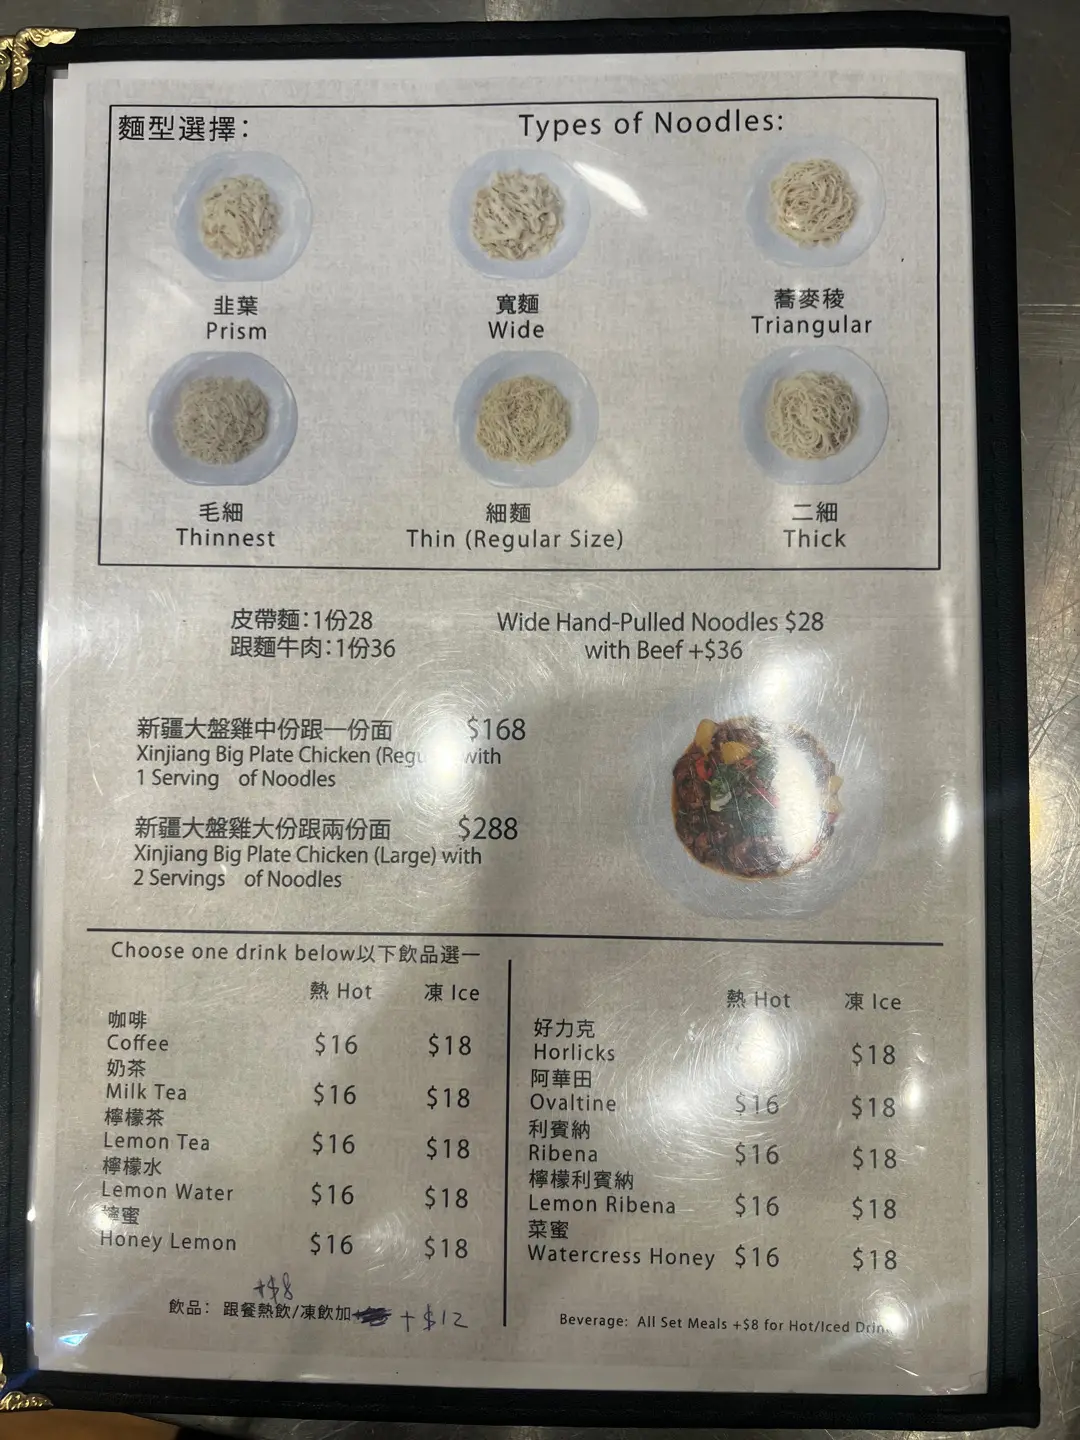 麵型選擇：
Types of Noodles:
韭葉
Prism
寬麵
Wide
蕎麥稜
Triangular
毛細
Thinnest
細麵
Thin (Regular Size)
二細
Thick
皮帶麵：1份28
跟麵牛肉：1份36
Wide Hand-Pulled Noodles $28
with Beef +$36
新疆大盤雞中份跟一份面 $168
Xinjiang Big Plate Chicken with
1 Serving of Noodles
新疆大盤雞大份跟兩份面 $288
Xinjiang Big Plate Chicken (Large) with
2 Servings of Noodles
Choose one drink below以下飲品選一
熱 Hot 凍 Ice
咖啡
Coffee $16 $18
奶茶
Milk Tea $16 $18
檸檬茶
Lemon Tea $16 $18
檸檬水
Lemon Water $16 $18
蜜
Honey Lemon $16 $18
+$8
飲品： 跟餐熱飲/凍飲加 +$12
熱 Hot 凍 Ice
好力克
Horlicks $18
阿華田
Ovaltine $16 $18
利賓納
Ribena $16 $18
檸檬利賓納
Lemon Ribena $16 $18
菜蜜
Watercress Honey $16 $18
Beverage: All Set Meals +$8 for Hot/Iced